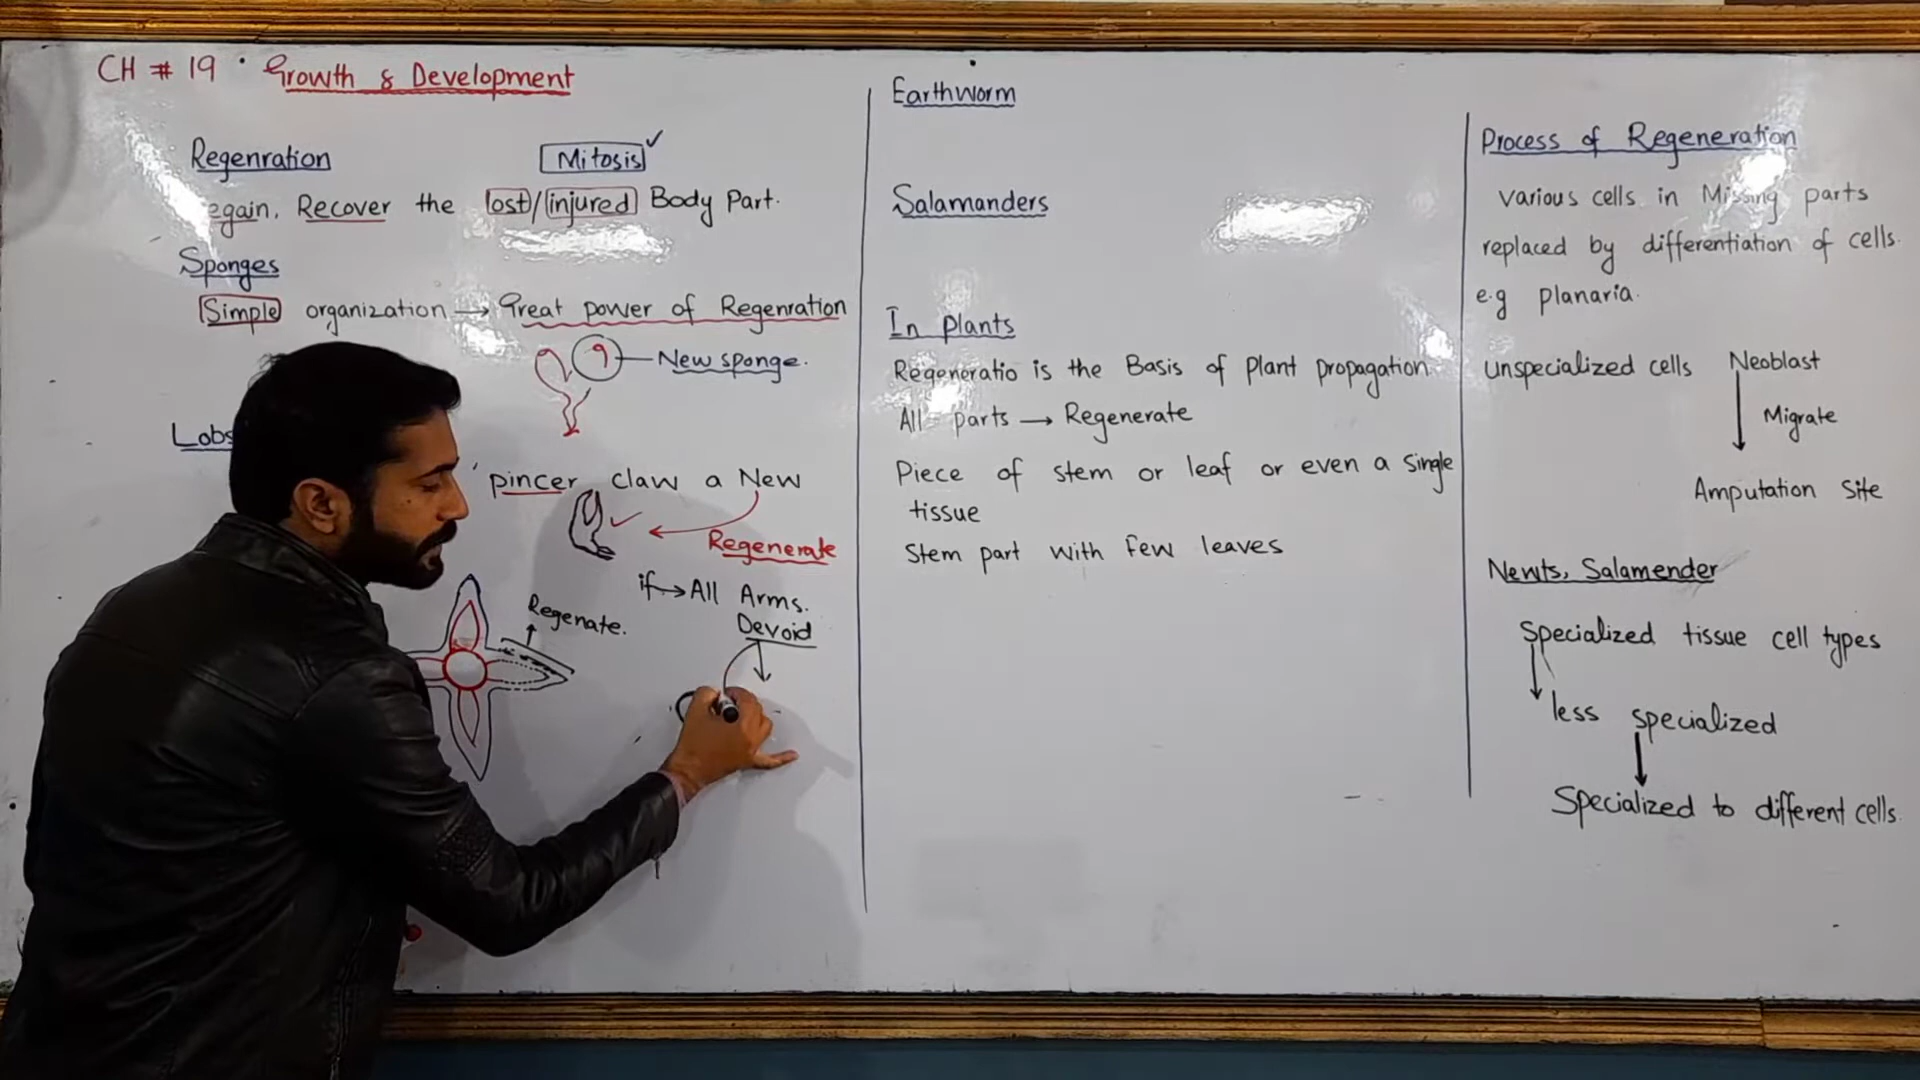 CH # 19 Growth & Development
Regenration Mitosis
egain, Recover the lost/injured Body Part.
Sponges
Simple organization → Great power of Regenration
New sponge.
Lobs
pincer claw a New
Regenerate
if → All Arms.
Devoid
Regenate.
Earthworm
Salamanders
In plants
Regeneratio is the Basis of plant propagation
All parts → Regenerate
Piece of stem or leaf or even a single
tissue
Stem part with few leaves
Process of Regeneration
various cells in Missing parts
replaced by differentiation of cells.
e.g planaria.
unspecialized cells Neoblast
Migrate
Amputation Site
Newts, Salamender
Specialized tissue cell types
less specialized
Specialized to different cells.